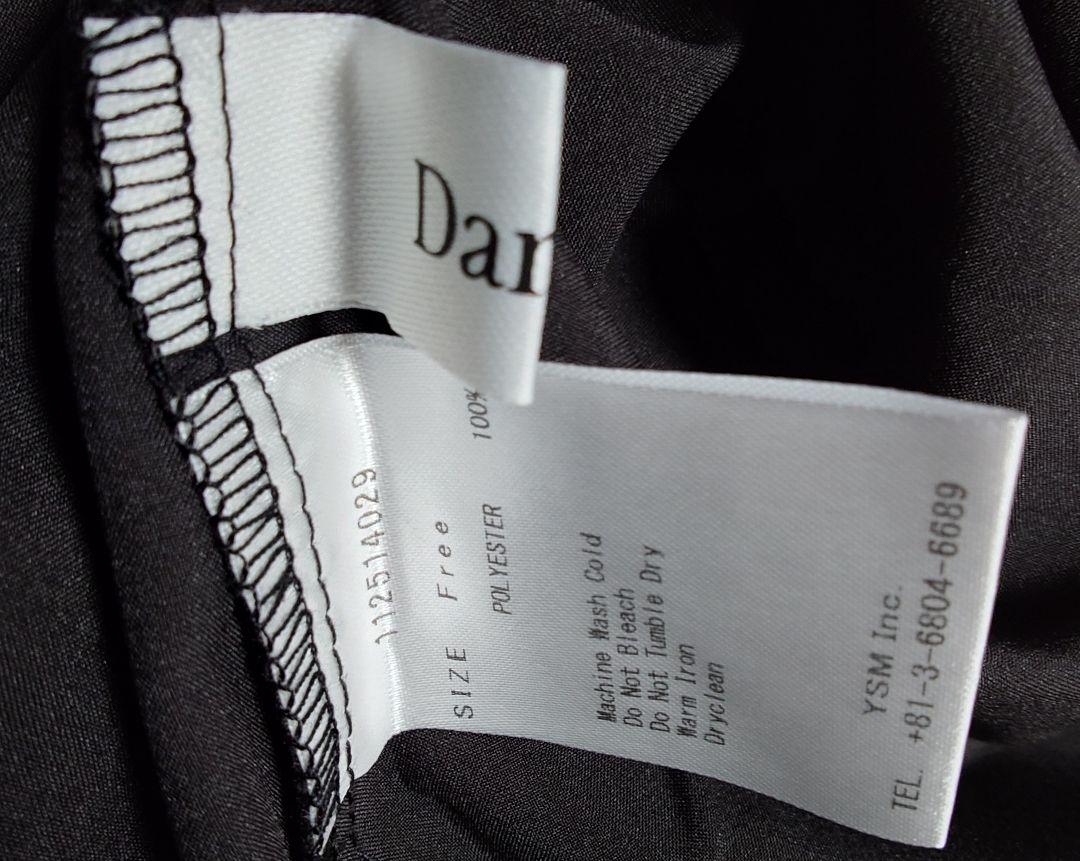 Dar
112514029
SIZE Free
POLYESTER 100%
Machine Wash Cold
Do Not Bleach
Do Not Tumble Dry
Warm Iron
Dryclean
YSM Inc.
TEL. +81-3-6804-6689